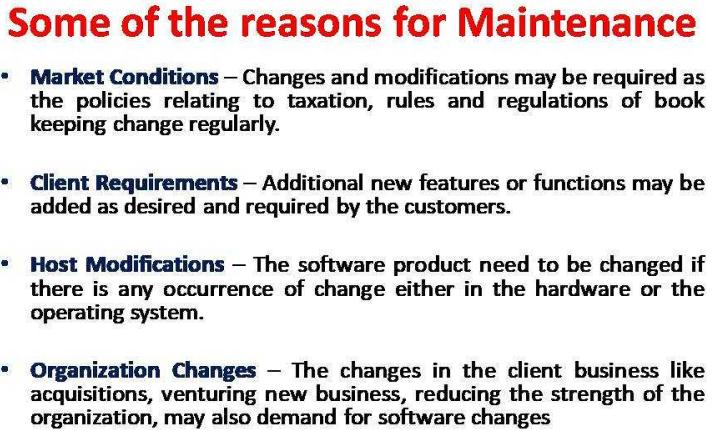 Some of the reasons for Maintenance
• Market Conditions – Changes and modifications may be required as
the policies relating to taxation, rules and regulations of book
keeping change regularly.
• Client Requirements – Additional new features or functions may be
added as desired and required by the customers.
• Host Modifications – The software product need to be changed if
there is any occurrence of change either in the hardware or the
operating system.
• Organization Changes – The changes in the client business like
acquisitions, venturing new business, reducing the strength of the
organization, may also demand for software changes